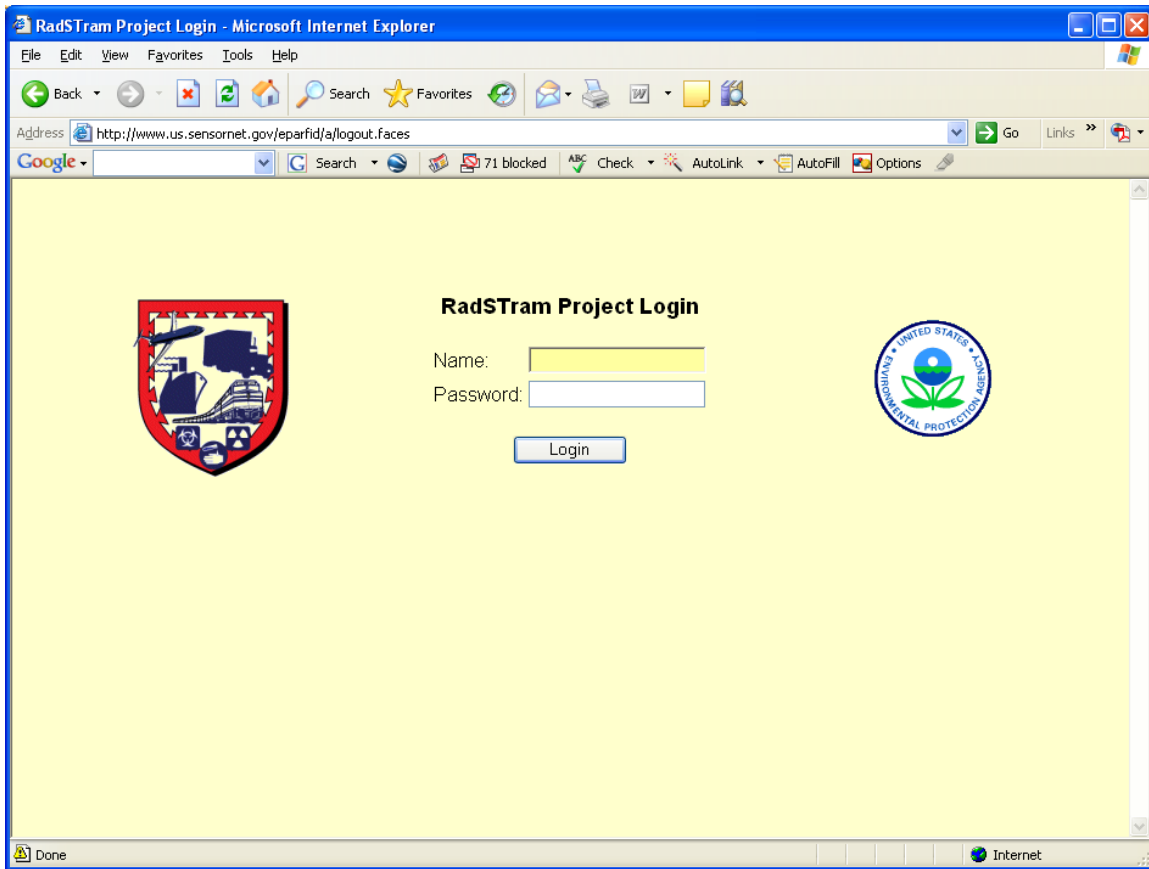 RadSTram Project Login - Microsoft Internet Explorer
File Edit View Favorites Tools Help
Back Search Favorites
Address http://www.us.sensornet.gov/eparfid/a/logout.faces Go Links »
Google Search 71 blocked ABC Check AutoLink AutoFill Options
RadSTram Project Login
Name:
Password:
Login
UNITED STATES ENVIRONMENTAL PROTECTION AGENCY
Done Internet